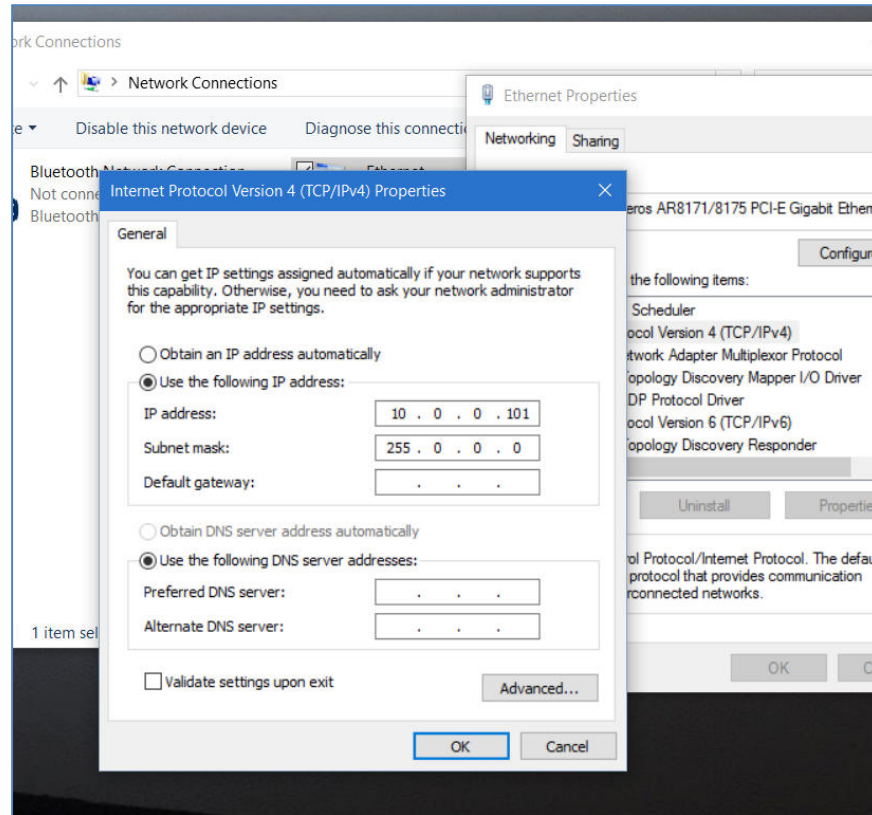 rk Connections
Network Connections
Ethernet Properties
Disable this network device
Diagnose this connecti
Networking
Sharing
Bluetooth Network Connection
Ethernet
Not conne
Bluetooth
Internet Protocol Version 4 (TCP/IPv4) Properties
General
You can get IP settings assigned automatically if your network supports
this capability. Otherwise, you need to ask your network administrator
for the appropriate IP settings.
Obtain an IP address automatically
Use the following IP address:
IP address:
10 . 0 . 0 . 101
Subnet mask:
255 . 0 . 0 . 0
Default gateway:
. . .
Obtain DNS server address automatically
Use the following DNS server addresses:
Preferred DNS server:
. . .
Alternate DNS server:
. . .
Validate settings upon exit
Advanced...
OK
Cancel
eros AR8171/8175 PCI-E Gigabit Ethern
Configur
the following items:
Scheduler
ocol Version 4 (TCP/IPv4)
twork Adapter Multiplexor Protocol
opology Discovery Mapper I/O Driver
DP Protocol Driver
ocol Version 6 (TCP/IPv6)
opology Discovery Responder
Uninstall
Propertie
ol Protocol/Internet Protocol. The defau
protocol that provides communication
rconnected networks.
OK
C
1 item sel